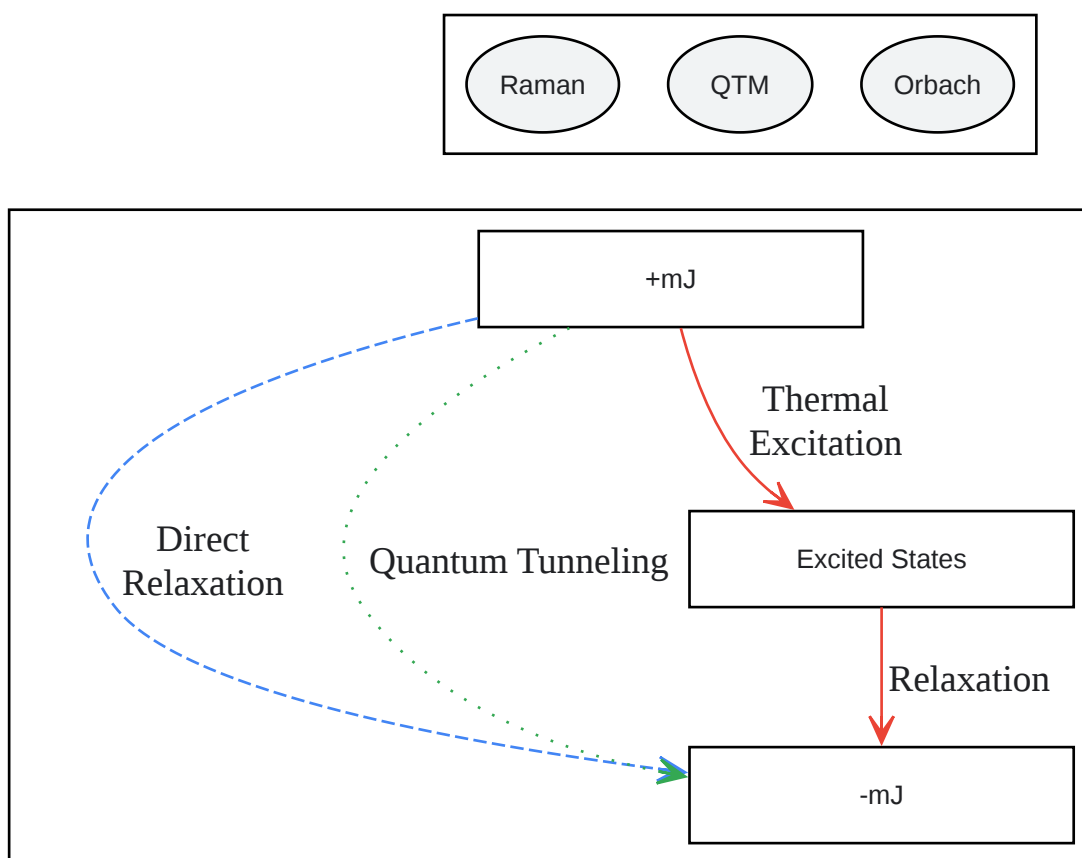 Raman
QTM
Orbach
+mJ
Thermal
Excitation
Direct
Relaxation
Quantum Tunneling
Excited States
Relaxation
-mJ